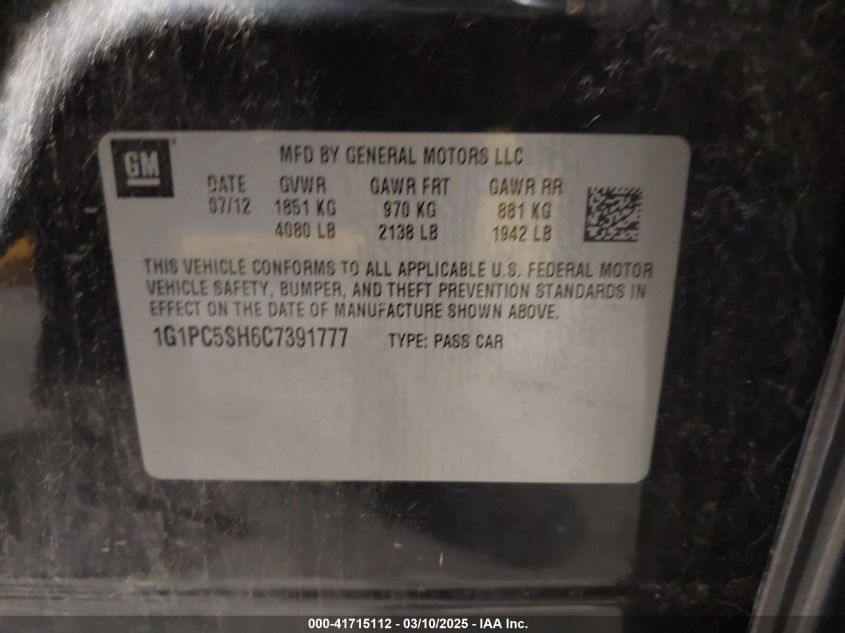 GM
MFD BY GENERAL MOTORS LLC
DATE GVWR GAWR FRT GAWR RR
07/12 1851 KG 970 KG 881 KG
4080 LB 2138 LB 1942 LB
THIS VEHICLE CONFORMS TO ALL APPLICABLE U.S. FEDERAL MOTOR
VEHICLE SAFETY, BUMPER, AND THEFT PREVENTION STANDARDS IN
EFFECT ON THE DATE OF MANUFACTURE SHOWN ABOVE.
1G1PC5SH6C7391777 TYPE: PASS CAR
000-41715112 - 03/10/2025 - IAA Inc.